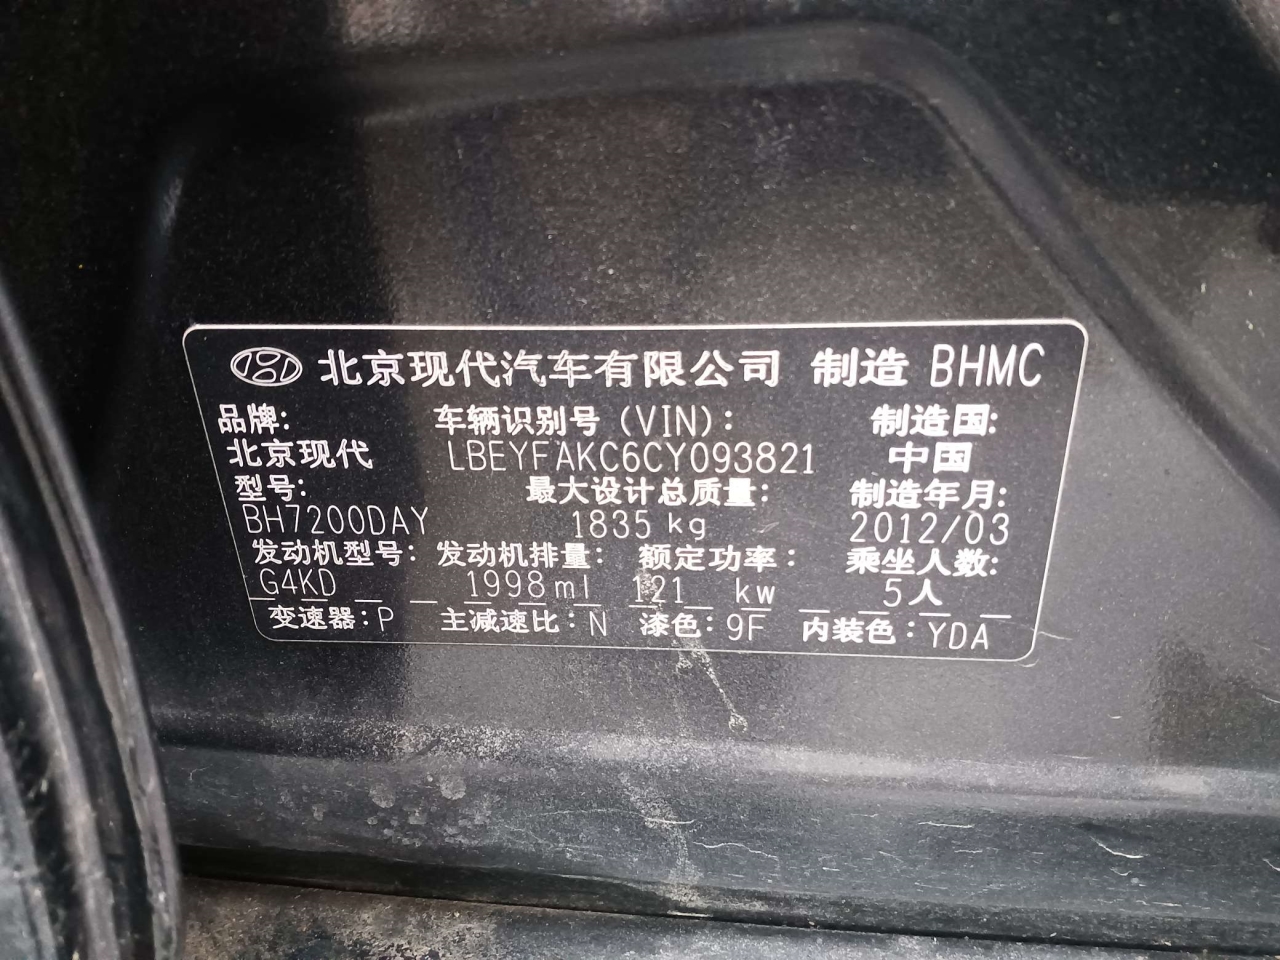 北京现代汽车有限公司 制造 BHMC
品牌: 车辆识别号 (VIN): 制造国:
北京现代 LBEYFAKC6CY093821 中国
型号: 最大设计总质量: 制造年月:
BH7200DAY 1835 kg 2012/03
发动机型号: 发动机排量: 额定功率: 乘坐人数:
G4KD 1998ml 121 kw 5人
变速器:P 主减速比:N 漆色:9F 内装色:YDA